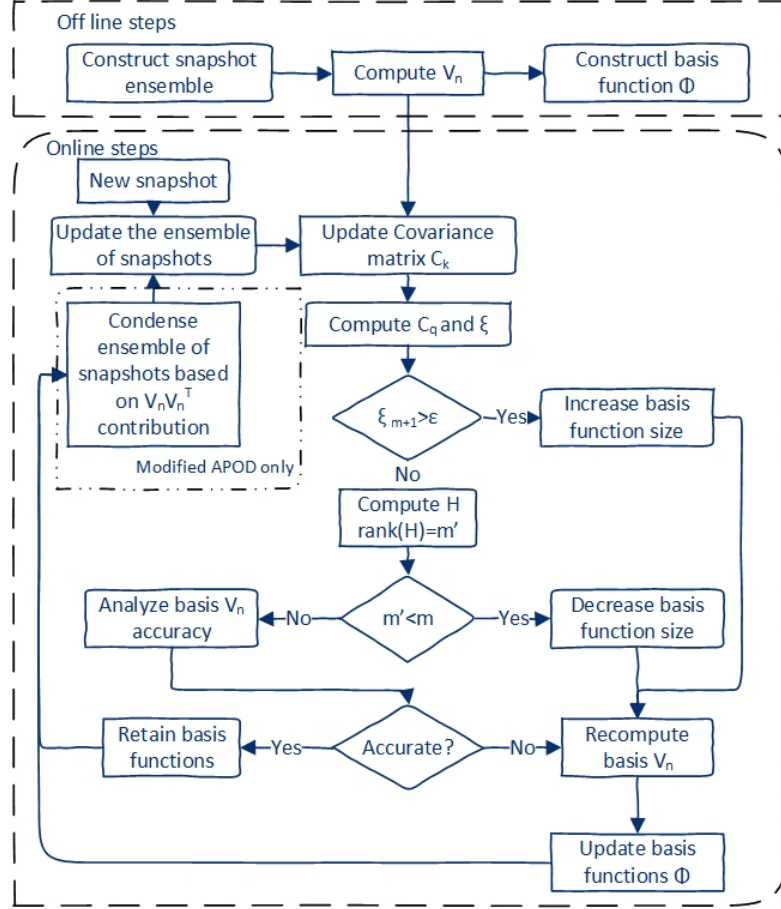 Off line steps
Construct snapshot
ensemble
Compute Vₙ
Constructl basis
function Φ
Online steps
New snapshot
Update the ensemble
of snapshots
Update Covariance
matrix Cₖ
Condense
ensemble of
snapshots based
on VₙVₙᵀ
contribution
Modified APOD only
Compute C_q and ξ
ξ ₘ₊₁>ε
Yes
Increase basis
function size
No
Compute H
rank(H)=m'
Analyze basis Vₙ
accuracy
No
m'<m
Yes
Decrease basis
function size
Retain basis
functions
Yes
Accurate?
No
Recompute
basis Vₙ
Update basis
functions Φ